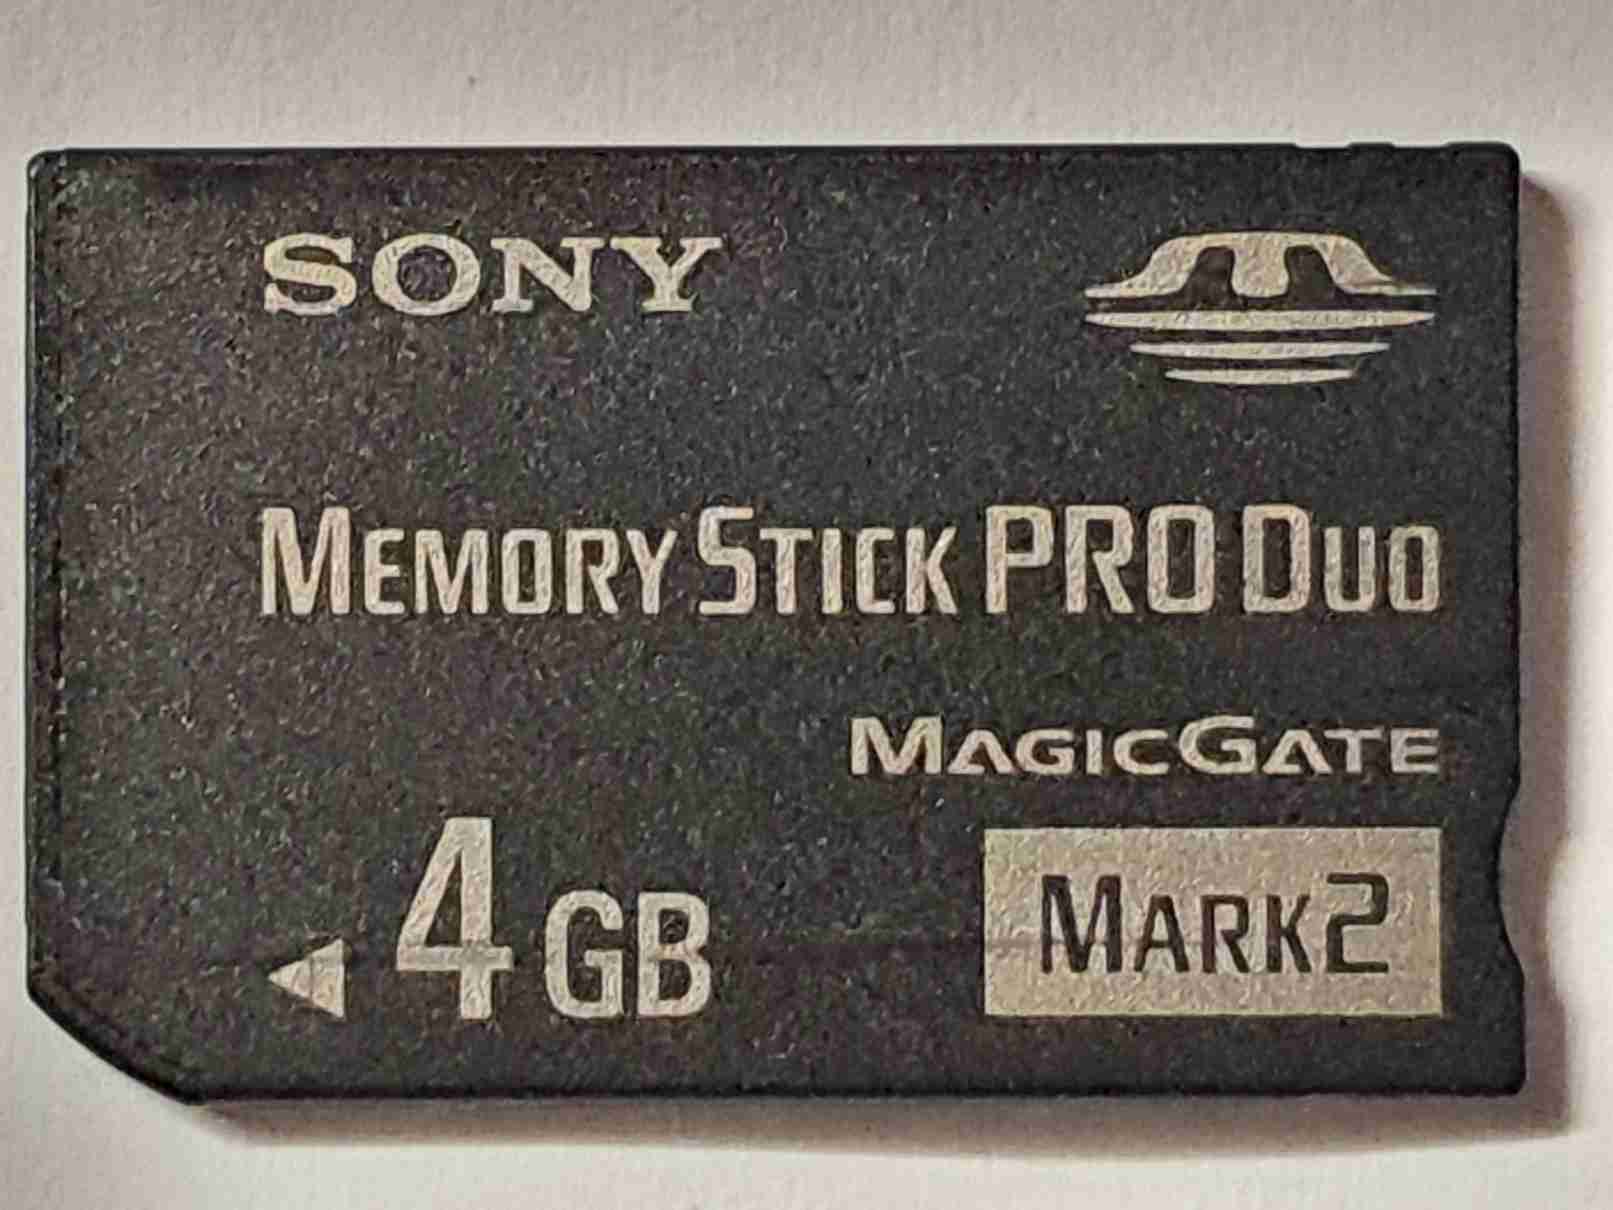 SONY
MEMORY STICK PRO DUO
MAGICGATE
4 GB
MARK2